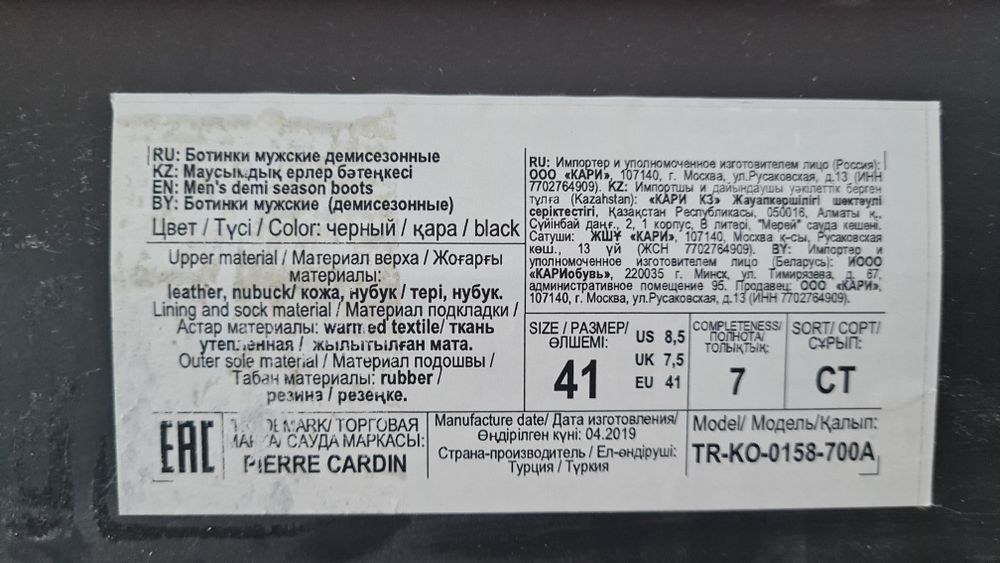 RU: Ботинки мужские демисезонные
KZ: Маусымдық ерлер бәтеңкесі
EN: Men's demi season boots
BY: Ботинки мужские (демисезонные)
Цвет / Түсі / Color: черный / қара / black
Upper material / Материал верха / Жоғарғы
материалы:
leather, nubuck/ кожа, нубук / тері, нубук.
Lining and sock material / Материал подкладки /
Астар материалы: warmed textile/ ткань
утепленная / жылытылған мата.
Outer sole material / Материал подошвы /
Табан материалы: rubber /
резина / резеңке.
RU: Импортер и уполномоченное изготовителем лицо (Россия):
ООО «КАРИ», 107140, г. Москва, ул.Русаковская, д.13 (ИНН
7702764909). KZ: Импортшы и дайындаушы уәкілеттік берген
тұлға (Kazahstan): «КАРИ КЗ» Жауапкершілігі шектеулі
серіктестігі, Қазақстан Республикасы, 050016, Алматы қ.,
Сүйінбай даңғ., 2, 1 корпус, В литері, "Мерей" сауда кешені.
Сатушы: ЖШҰ «КАРИ», 107140, Москва қ-сы, Русаковская
көш., 13 үй (ЖСН 7702764909). BY: Импортер и
уполномоченное изготовителем лицо (Беларусь): ИООО
«КАРИобувь», 220035 г. Минск, ул. Тимирязева, д. 67,
административное помещение 95. Продавец: ООО «КАРИ»,
107140, г. Москва, ул.Русаковская, д.13 (ИНН 7702764909).
SIZE / РАЗМЕР/
ӨЛШЕМІ:
41
US 8,5
UK 7,5
EU 41
COMPLETENESS/
ПОЛНОТА/
ТОЛЫҚТЫҚ:
7
SORT/ СОРТ/
СҰРЫП:
СТ
EAC
TRADEMARK/ ТОРГОВАЯ
МАРКА/ САУДА МАРКАСЫ:
PIERRE CARDIN
Manufacture date/ Дата изготовления/
Өңдірілген күні: 04.2019
Страна-производитель / Ел-өндіруші:
Турция / Түркия
Model/ Модель/Қалып:
TR-KO-0158-700A